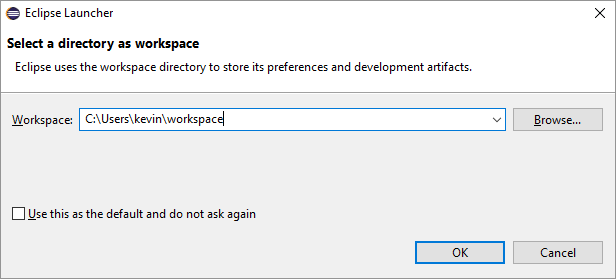 Eclipse Launcher
Select a directory as workspace
Eclipse uses the workspace directory to store its preferences and development artifacts.
Workspace: C:\Users\kevin\workspace Browse...
Use this as the default and do not ask again
OK Cancel